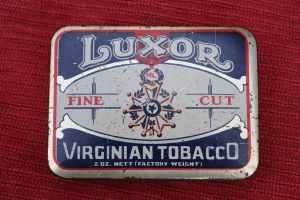 LUXOR
FINE CUT
VIRGINIAN TOBACCO
2 OZ. NETT (FACTORY WEIGHT)